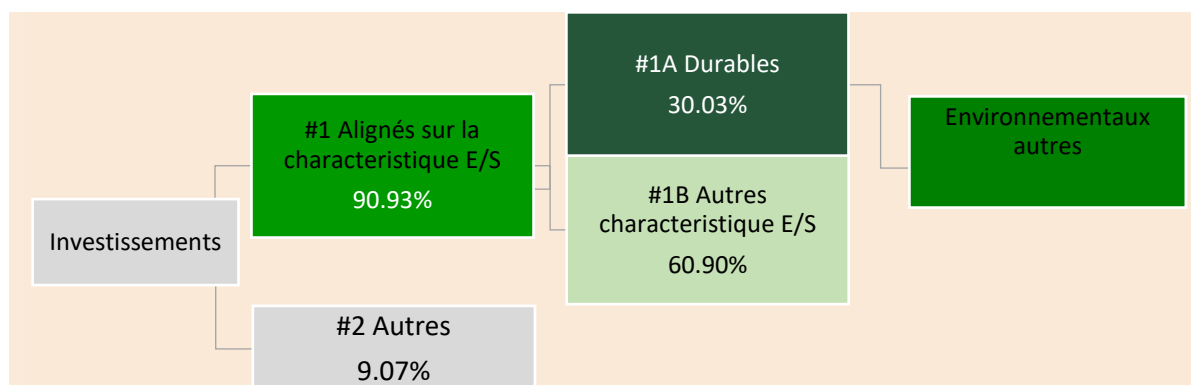 #1A Durables
30.03%
#1 Alignés sur la
characteristique E/S
90.93%
Environnementaux
autres
#1B Autres
characteristique E/S
60.90%
Investissements
#2 Autres
9.07%